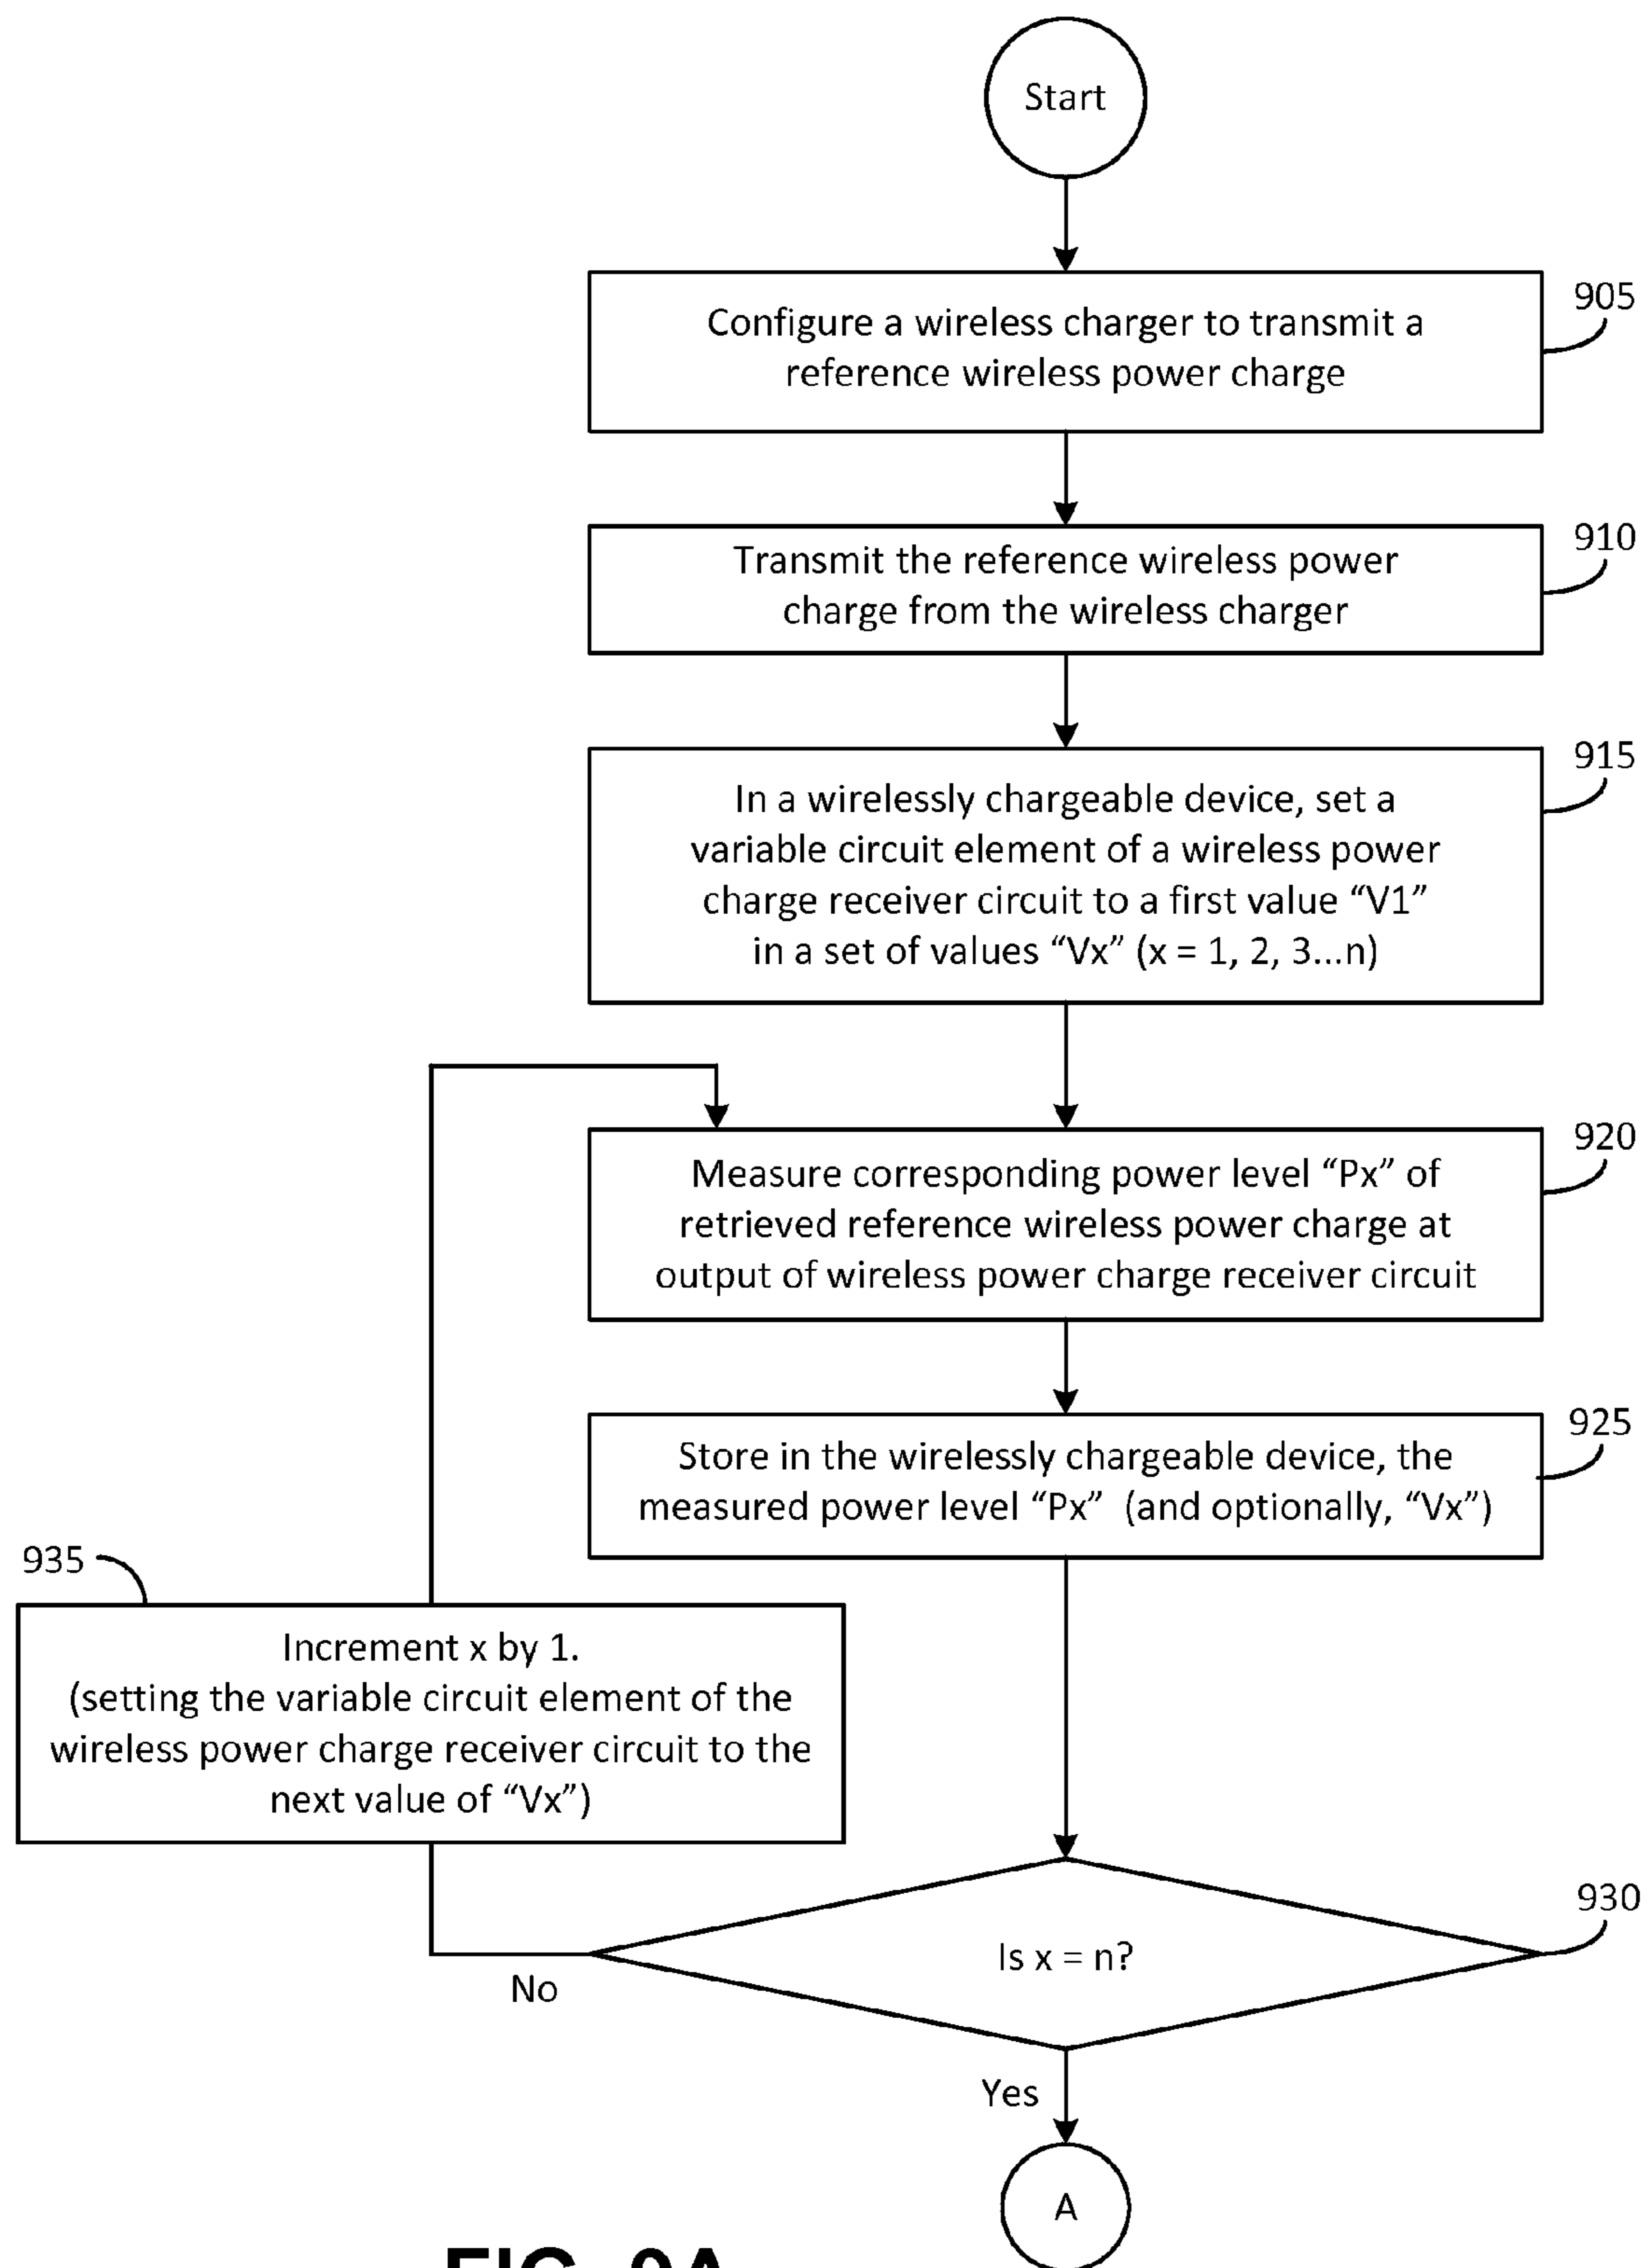 Start
Configure a wireless charger to transmit a
reference wireless power charge
905
Transmit the reference wireless power
charge from the wireless charger
910
In a wirelessly chargeable device, set a
variable circuit element of a wireless power
charge receiver circuit to a first value “V1”
in a set of values “Vx” (x = 1, 2, 3...n)
915
Measure corresponding power level “Px” of
retrieved reference wireless power charge at
output of wireless power charge receiver circuit
920
Store in the wirelessly chargeable device, the
measured power level “Px” (and optionally, “Vx”)
925
935
Increment x by 1.
(setting the variable circuit element of the
wireless power charge receiver circuit to the
next value of “Vx”)
Is x = n?
930
No
Yes
A
FIG. 9A